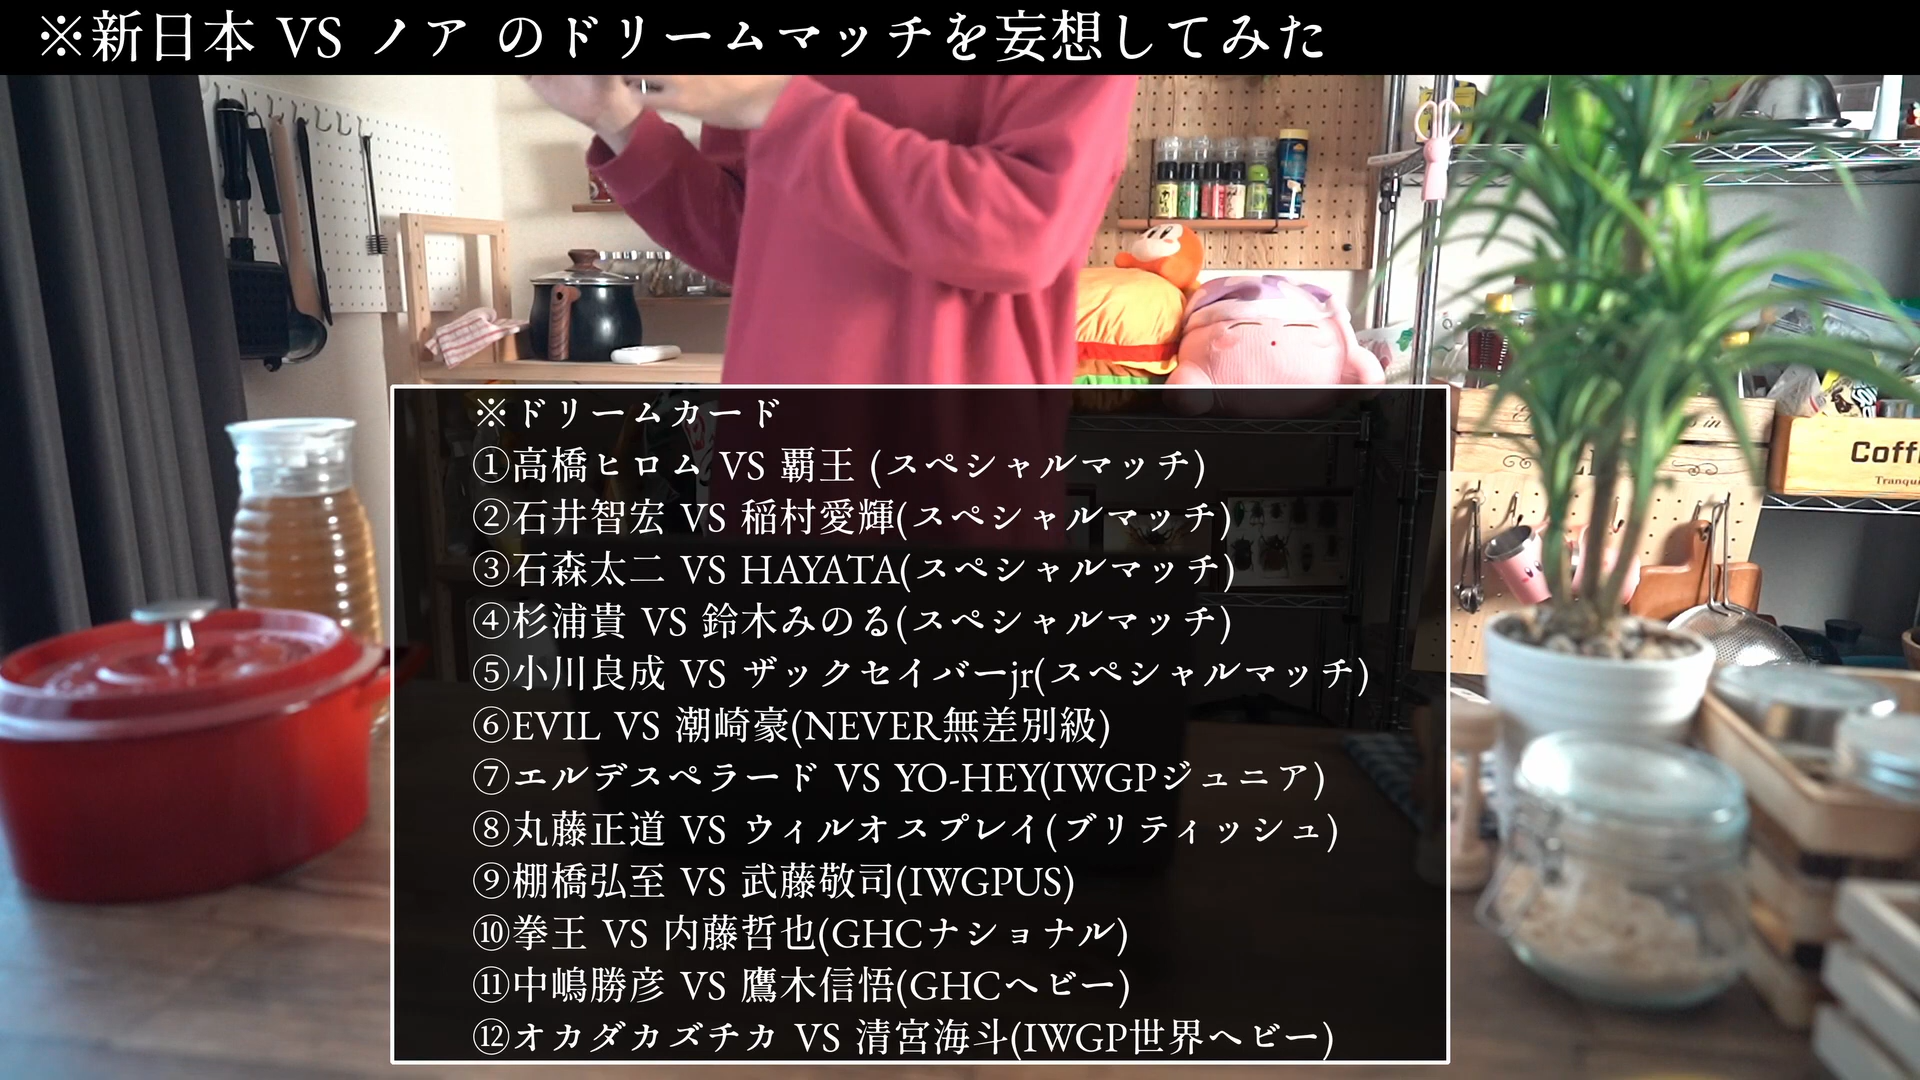 ※新日本 VS ノア のドリームマッチを妄想してみた
Coff
Tranqu
※ドリームカード
①高橋ヒロム VS 覇王 (スペシャルマッチ)
②石井智宏 VS 稲村愛輝(スペシャルマッチ)
③石森太二 VS HAYATA(スペシャルマッチ)
④杉浦貴 VS 鈴木みのる(スペシャルマッチ)
⑤小川良成 VS ザックセイバーjr(スペシャルマッチ)
⑥EVIL VS 潮崎豪(NEVER無差別級)
⑦エルデスペラード VS YO-HEY(IWGPジュニア)
⑧丸藤正道 VS ウィルオスプレイ(ブリティッシュ)
⑨棚橋弘至 VS 武藤敬司(IWGPUS)
⑩拳王 VS 内藤哲也(GHCナショナル)
⑪中嶋勝彦 VS 鷹木信悟(GHCヘビー)
⑫オカダカズチカ VS 清宮海斗(IWGP世界ヘビー)